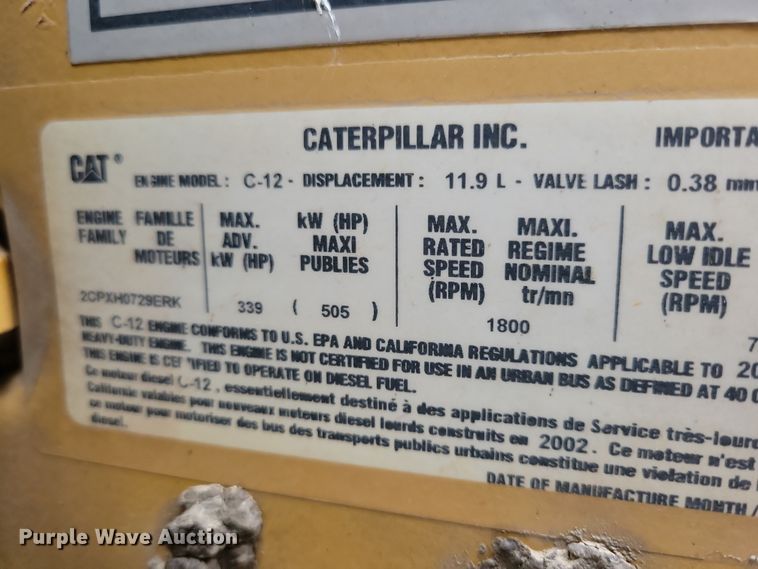 CATERPILLAR INC.
IMPORTA
CAT®
ENGINE MODEL: C-12 - DISPLACEMENT: 11.9 L - VALVE LASH: 0.38 mm
ENGINE FAMILY
FAMILLE DE MOTEURS
MAX. ADV. kW (HP)
kW (HP) MAXI PUBLIES
MAX. RATED SPEED (RPM)
MAXI. REGIME NOMINAL tr/mn
MAX. LOW IDLE SPEED (RPM)
2CPXH0729ERK
339 ( 505 )
1800
7
THIS C-12 ENGINE CONFORMS TO U.S. EPA AND CALIFORNIA REGULATIONS APPLICABLE TO 20
HEAVY-DUTY ENGINE. THIS ENGINE IS NOT CERTIFIED FOR USE IN AN URBAN BUS AS DEFINED AT 40 C
THIS ENGINE IS CERTIFIED TO OPERATE ON DIESEL FUEL.
Ce moteur diesel C-12, essentiellement destiné à des applications de Service très-lourd
Californie valables pour nouveaux moteurs diesel lourds construits en 2002. Ce moteur n'est
ce moteur pour motoriser des bus des transports publics urbains constitue une violation de
diesel.
DATE OF MANUFACTURE MONTH /
Purple Wave Auction